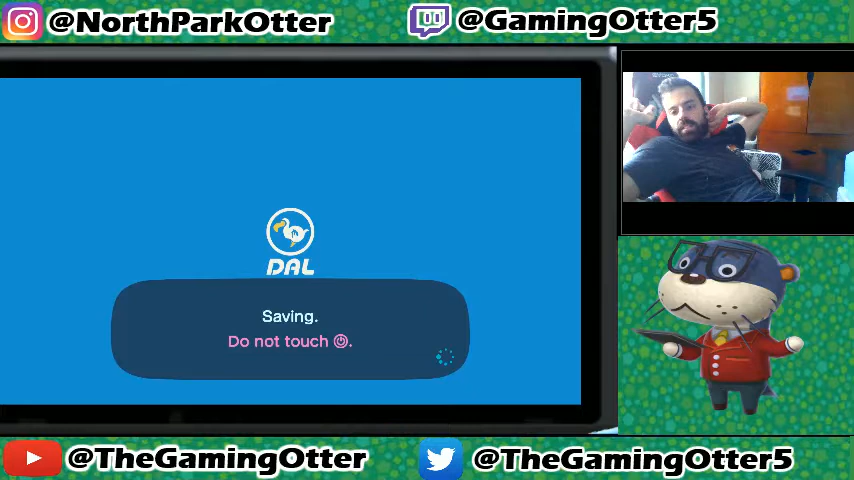 @NorthParkOtter
@GamingOtter5
DAL
Saving.
Do not touch ⏻.
@TheGamingOtter
@TheGamingOtter5